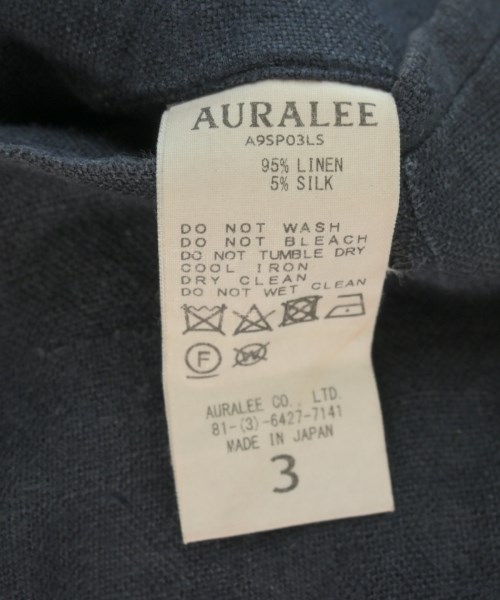 AURALEE
A9SP03LS
95% LINEN
5% SILK
DO NOT WASH
DO NOT BLEACH
DO NOT TUMBLE DRY
COOL IRON
DRY CLEAN
DO NOT WET CLEAN
F W
AURALEE CO., LTD.
81-(3)-6427-7141
MADE IN JAPAN
3